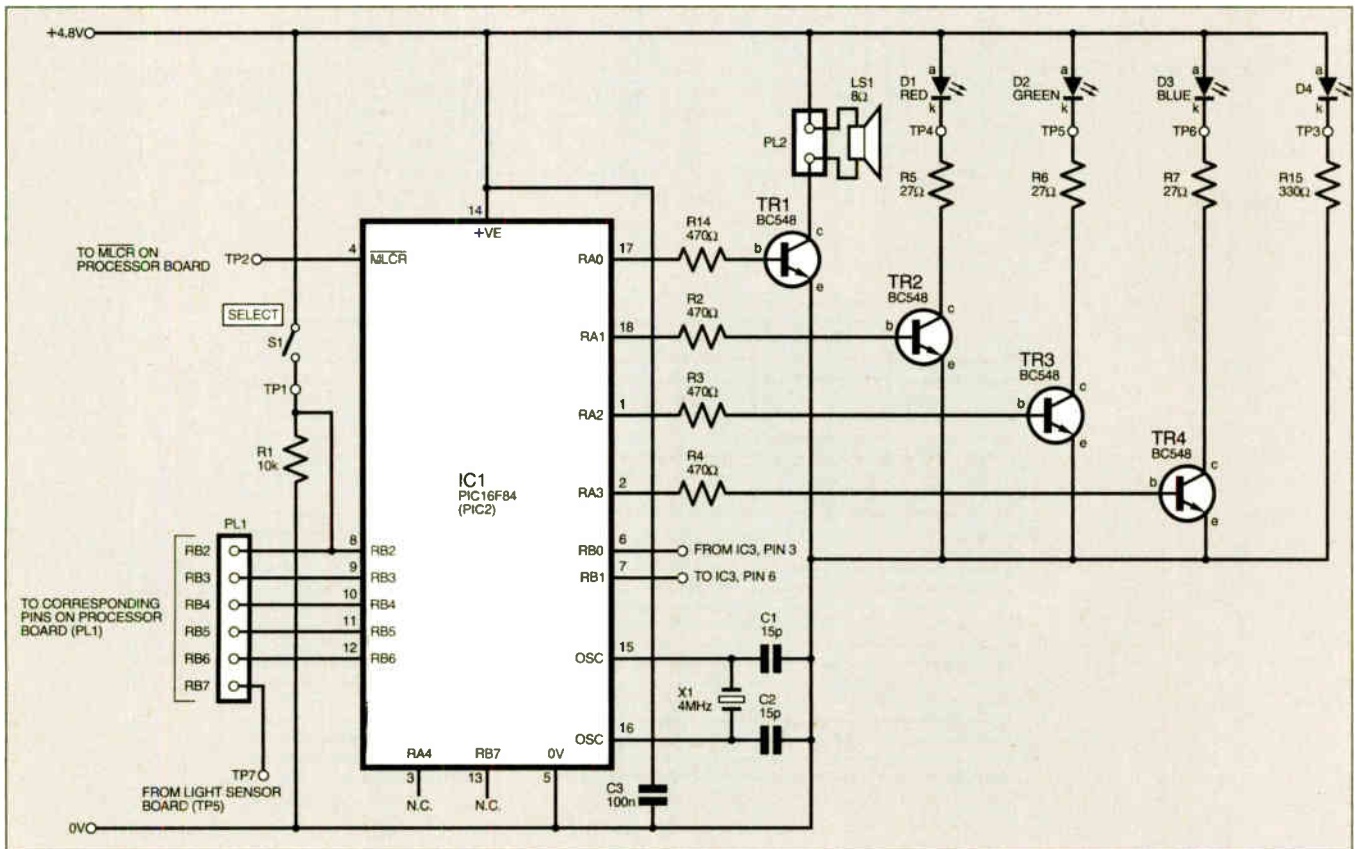 +4.8V
D1
RED
a
k
TP4
D2
GREEN
a
k
TP5
D3
BLUE
a
k
TP6
D4
a
k
TP3
LS1
8Ω
PL2
R5
27Ω
R6
27Ω
R7
27Ω
R15
330Ω
TO MLCR ON
PROCESSOR BOARD
TP2
4
MLCR
14
+VE
RA0
17
R14
470Ω
TR1
BC548
b
c
e
RA1
18
R2
470Ω
TR2
BC548
b
c
e
RA2
1
R3
470Ω
TR3
BC548
b
c
e
RA3
2
R4
470Ω
TR4
BC548
b
c
e
SELECT
S1
TP1
R1
10k
IC1
PIC16F84
(PIC2)
PL1
TO CORRESPONDING
PINS ON PROCESSOR
BOARD (PL1)
RB2
8
RB2
RB3
9
RB3
RB4
10
RB4
RB5
11
RB5
RB6
12
RB6
RB7
TP7
FROM LIGHT SENSOR
BOARD (TP5)
RB0
6
FROM IC3, PIN 3
RB1
7
TO IC3, PIN 6
OSC
15
C1
15p
X1
4MHz
C2
15p
OSC
16
RA4
3
N.C.
RB7
13
N.C.
0V
5
C3
100n
0V